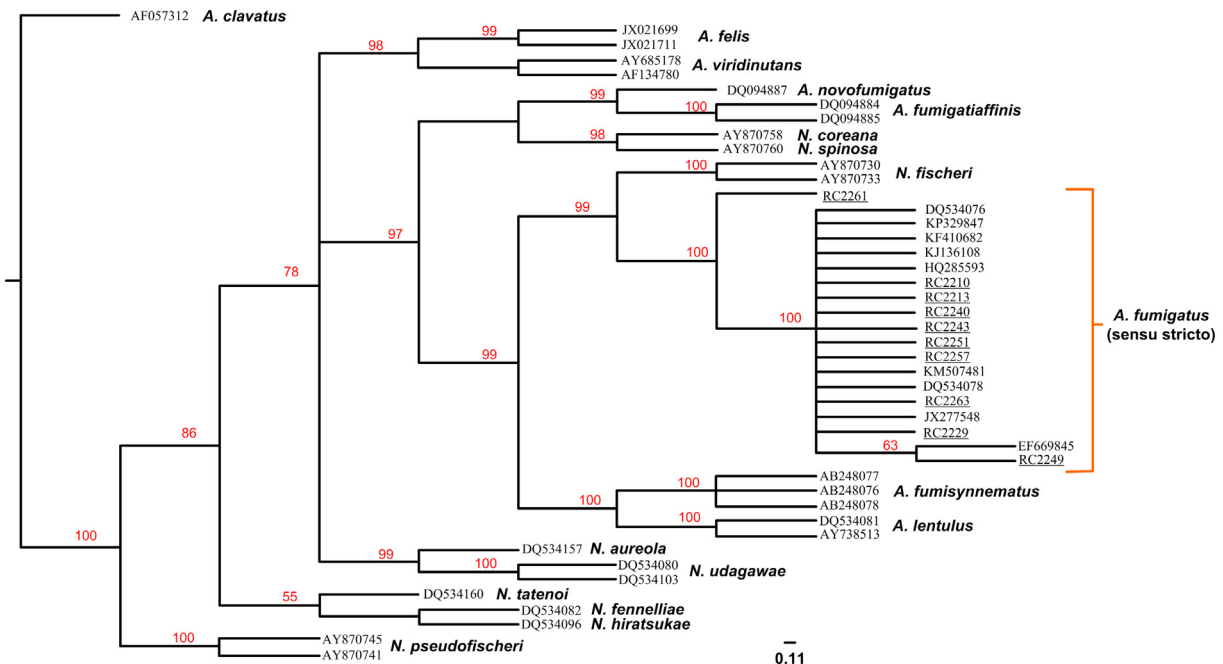 AF057312 A. clavatus
99
JX021699
JX021711
A. felis
98
AY685178
AF134780
A. viridinutans
99
DQ094887 A. novofumigatus
100
DQ094884
DQ094885
A. fumigatiaffinis
98
AY870758 N. coreana
AY870760 N. spinosa
100
AY870730
AY870733
N. fischeri
99
97
78
100
RC2261
DQ534076
KP329847
KF410682
KJ136108
HQ285593
RC2210
RC2213
RC2240
100
RC2243
RC2251
RC2257
KM507481
DQ534078
RC2263
JX277548
RC2229
63
EF669845
RC2249
A. fumigatus
(sensu stricto)
99
86
100
100
AB248077
AB248076
AB248078
A. fumisynnematus
100
DQ534081
AY738513
A. lentulus
100
99
DQ534157 N. aureola
100
DQ534080
DQ534103
N. udagawae
55
DQ534160 N. tatenoi
DQ534082 N. fennelliae
DQ534096 N. hiratsukae
100
AY870745
AY870741
N. pseudofischeri
0.11